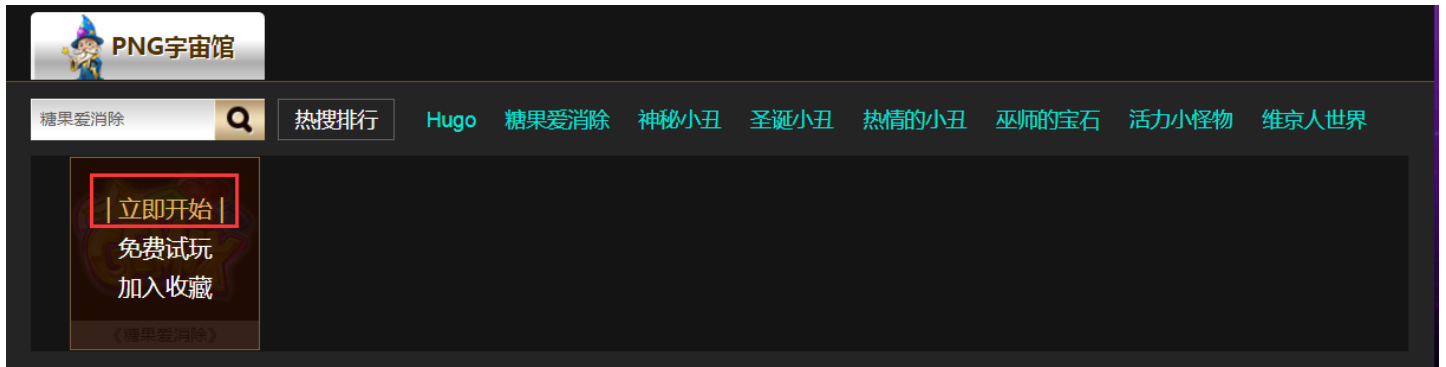 PNG宇宙馆
糖果爱消除 热搜排行 Hugo 糖果爱消除 神秘小丑 圣诞小丑 热情的小丑 巫师的宝石 活力小怪物 维京人世界
| 立即开始 |
免费试玩
加入收藏
《糖果爱消除》